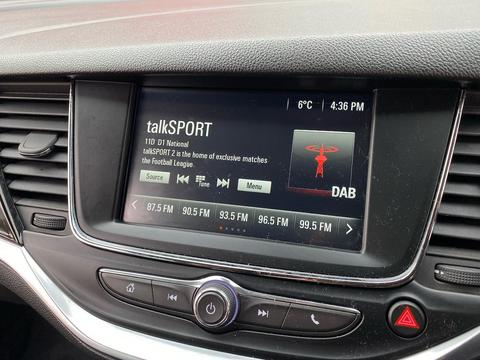 6°C 4:36 PM
talkSPORT
11D D1 National
talkSPORT 2 is the home of exclusive matches
the Football League
Source Tune Menu
DAB
87.5 FM 90.5 FM 93.5 FM 96.5 FM 99.5 FM